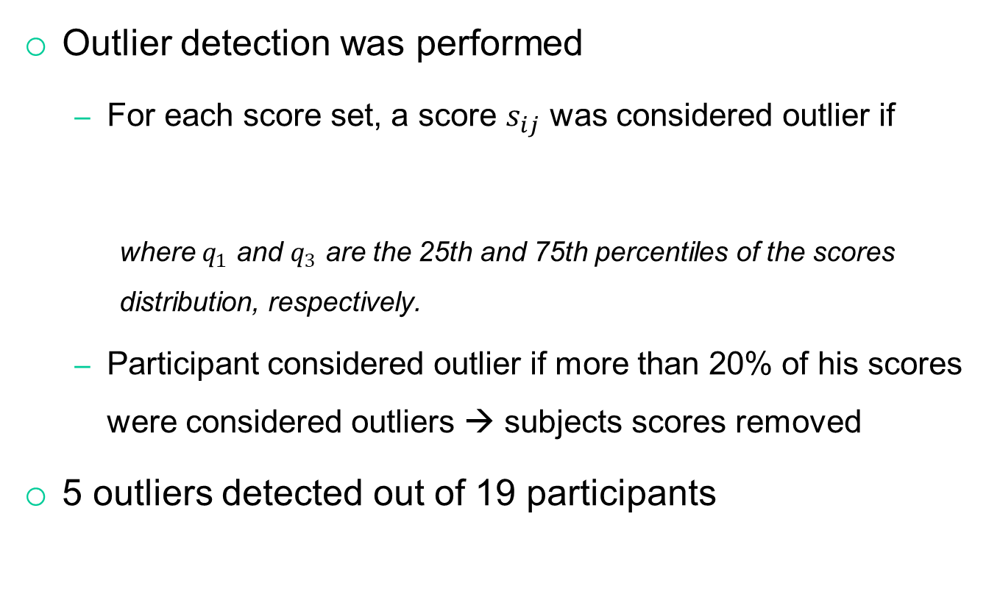 ○ Outlier detection was performed
– For each score set, a score $s_{ij}$ was considered outlier if
where $q_1$ and $q_3$ are the 25th and 75th percentiles of the scores
distribution, respectively.
– Participant considered outlier if more than 20% of his scores
were considered outliers → subjects scores removed
○ 5 outliers detected out of 19 participants